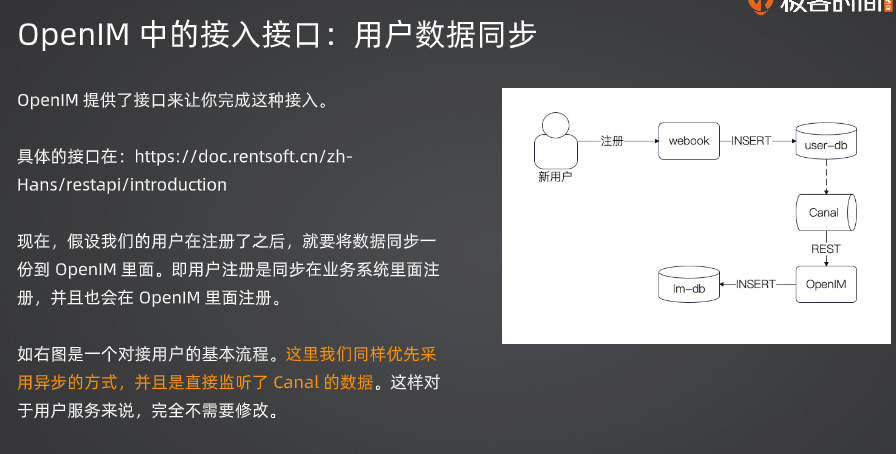 极客时间
OpenIM 中的接入接口：用户数据同步
OpenIM 提供了接口来让你完成这种接入。
具体的接口在：https://doc.rentsoft.cn/zh-
Hans/restapi/introduction
现在，假设我们的用户在注册了之后，就要将数据同步一
份到 OpenIM 里面。即用户注册是同步在业务系统里面注
册，并且也会在 OpenIM 里面注册。
如右图是一个对接用户的基本流程。这里我们同样优先采
用异步的方式，并且是直接监听了 Canal 的数据。这样对
于用户服务来说，完全不需要修改。
新用户
注册
webook
INSERT
user-db
Canal
REST
OpenIM
INSERT
im-db